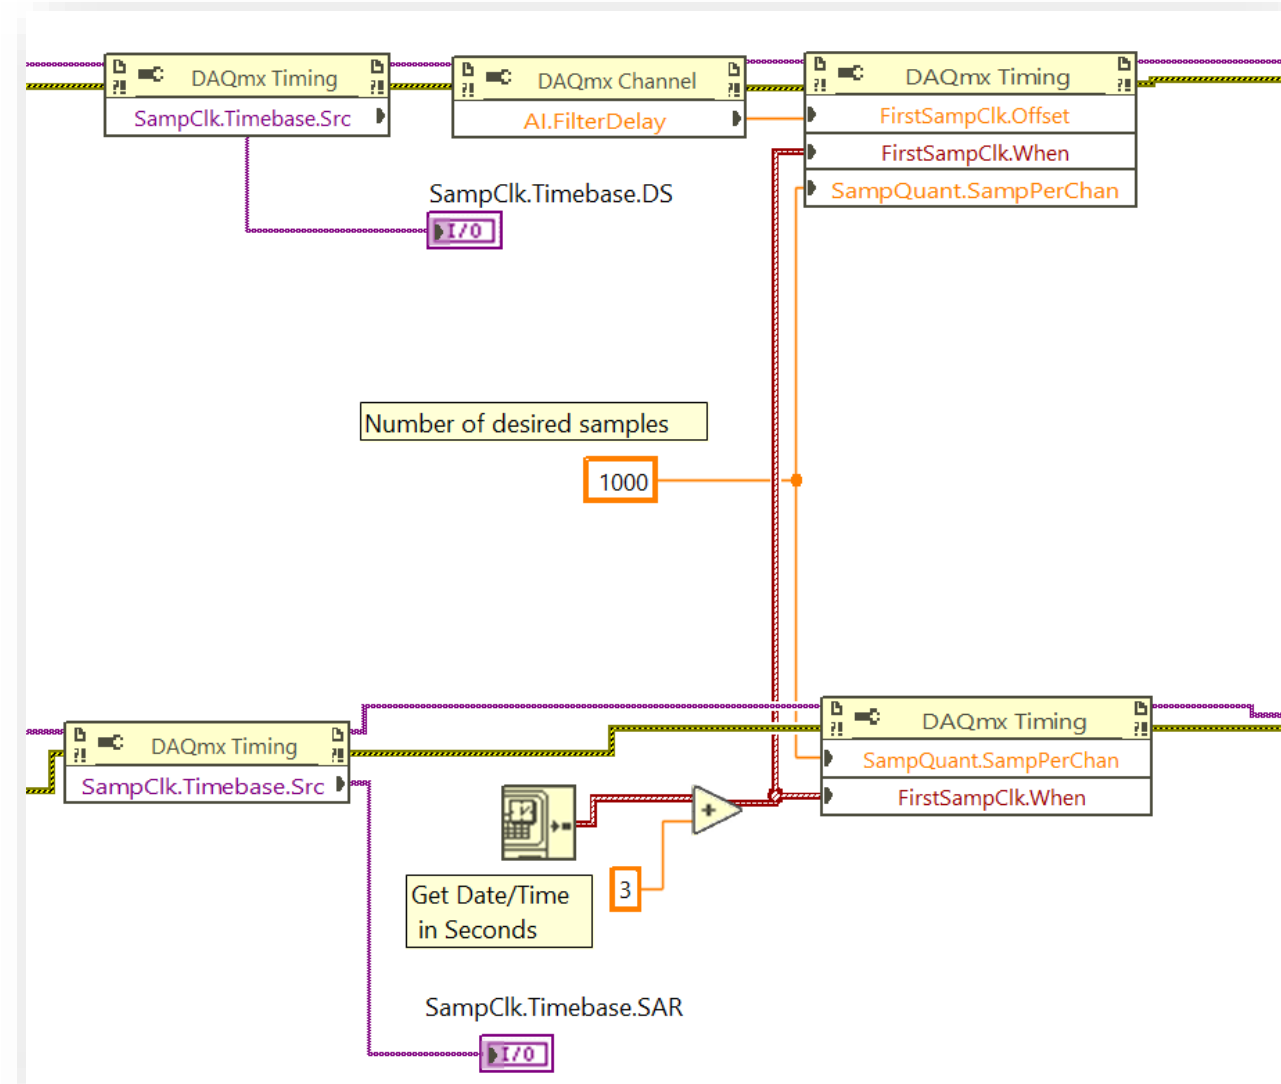 DAQmx Timing
SampClk.Timebase.Src
DAQmx Channel
AI.FilterDelay
DAQmx Timing
FirstSampClk.Offset
FirstSampClk.When
SampQuant.SampPerChan
SampClk.Timebase.DS
I/O
Number of desired samples
1000
DAQmx Timing
SampClk.Timebase.Src
DAQmx Timing
SampQuant.SampPerChan
FirstSampClk.When
+
3
Get Date/Time
in Seconds
SampClk.Timebase.SAR
I/O